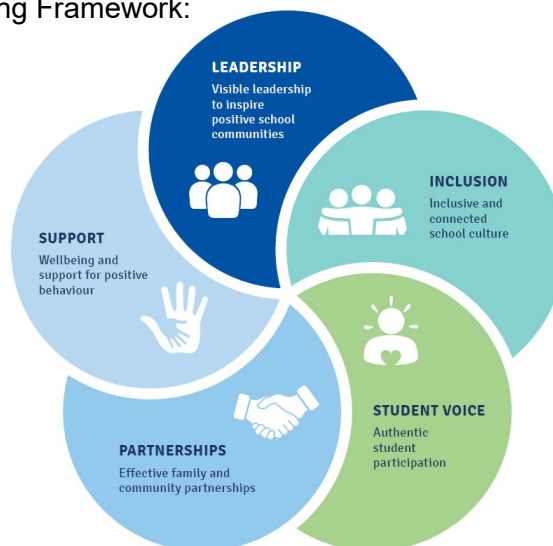 ng Framework:
LEADERSHIP
Visible leadership
to inspire
positive school
communities
INCLUSION
Inclusive and
connected
school culture
STUDENT VOICE
Authentic
student
participation
PARTNERSHIPS
Effective family and
community partnerships
SUPPORT
Wellbeing and
support for positive
behaviour